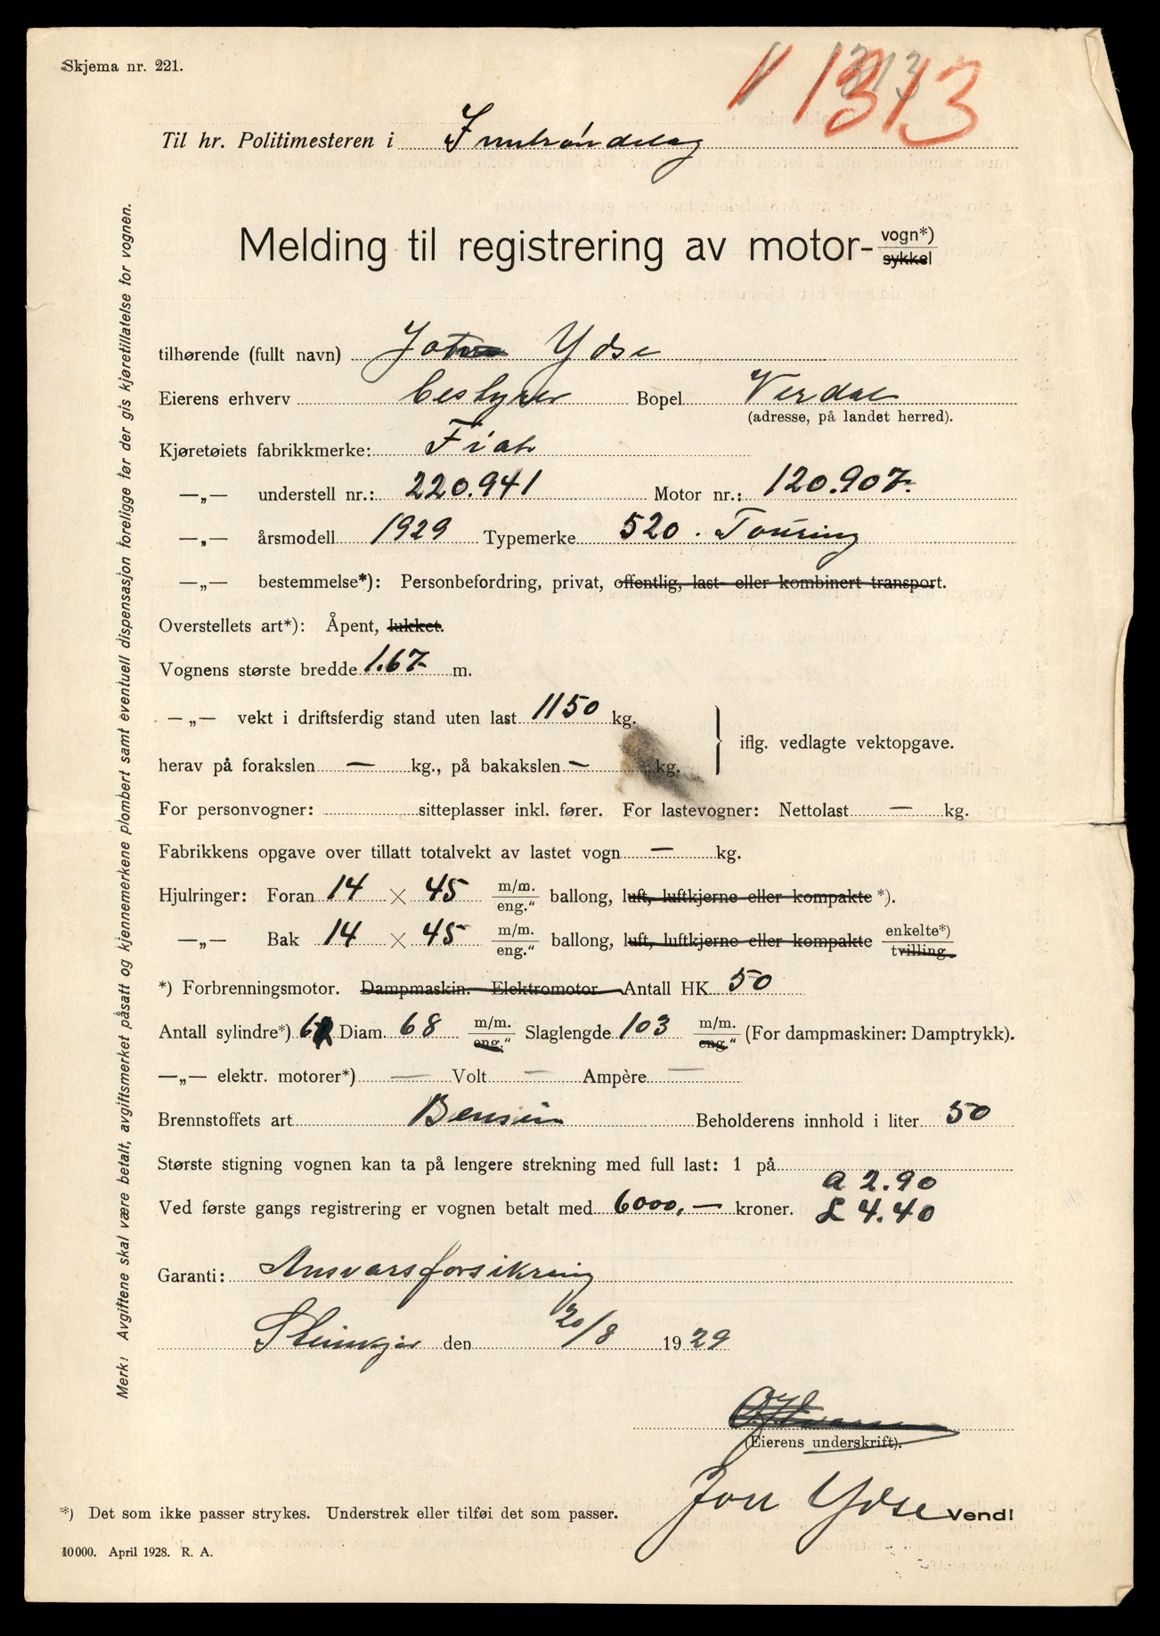 Skjema nr. 221.
1313
Til hr. Politimesteren i Inntrøndelag
Melding til registrering av motor- vogn*) sykkel
tilhørende (fullt navn) Jon Ydse
Eierens erhverv bestyrer Bopel Verdal
(adresse, på landet herred).
Kjøretøiets fabrikkmerke: Fiat
—„— understell nr.: 220.941 Motor nr.: 120.907.
—„— årsmodell 1929 Typemerke 520. Touring
—„— bestemmelse*): Personbefordring, privat, offentlig, last- eller kombinert transport.
Overstellets art*): Åpent, lukket.
Vognens største bredde 1.67 m.
—„— vekt i driftsferdig stand uten last 1150 kg.
iflg. vedlagte vektopgave.
herav på forakslen — kg., på bakakslen — kg.
For personvogner: sitteplasser inkl. fører. For lastevogner: Nettolast — kg.
Fabrikkens opgave over tillatt totalvekt av lastet vogn — kg.
Hjulringer: Foran 14 × 45 m/m. eng.“ ballong, luft, luftkjerne eller kompakte *).
—„— Bak 14 × 45 m/m. eng.“ ballong, luft, luftkjerne eller kompakte enkelte*) tvilling.
*) Forbrenningsmotor. Dampmaskin. Elektromotor. Antall HK. 50
Antall sylindre*) 6 Diam. 68 m/m. eng.“ Slaglengde 103 m/m. eng.“ (For dampmaskiner: Damptrykk).
—„— elektr. motorer*) — Volt — Ampère —
Brennstoffets art Bensin Beholderens innhold i liter 50
Største stigning vognen kan ta på lengere strekning med full last: 1 på
a 2.90
Ved første gangs registrering er vognen betalt med 6000,— kroner. £ 4.40
Garanti: Ansvarsforsikring
Steinkjer den 20/8 1929
(Eierens underskrift).
Jon Ydse
*) Det som ikke passer strykes. Understrek eller tilføi det som passer.
Vend!
10000. April 1928. R. A.
Merk: Avgiftene skal være betalt, avgiftsmerket påsatt og kjennemerkene plombert samt eventuell dispensasjon foreligge før der gis kjøretillatelse for vognen.